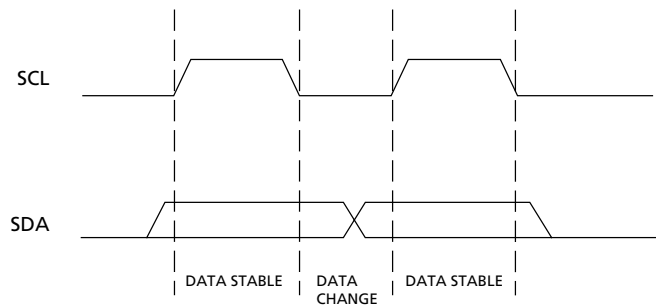 SCL
SDA
DATA STABLE
DATA
CHANGE
DATA STABLE